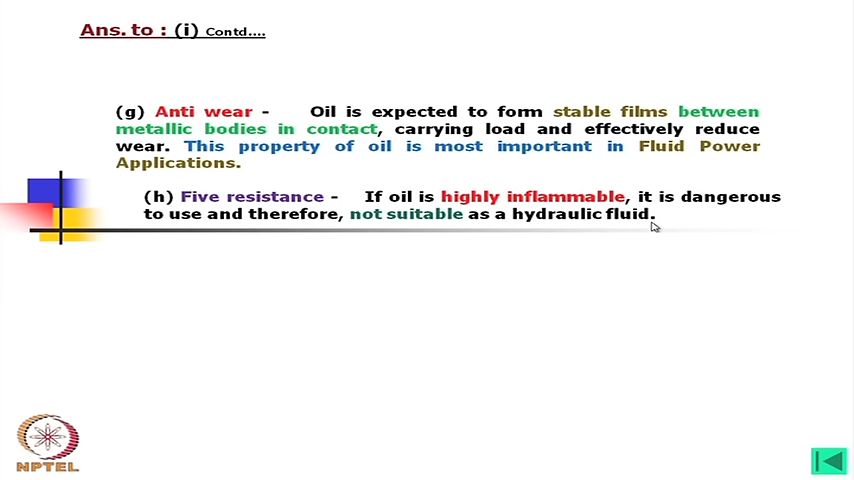 Ans. to : (i) Contd....
(g) Anti wear - Oil is expected to form stable films between
metallic bodies in contact, carrying load and effectively reduce
wear. This property of oil is most important in Fluid Power
Applications.
(h) Five resistance - If oil is highly inflammable, it is dangerous
to use and therefore, not suitable as a hydraulic fluid.
NPTEL